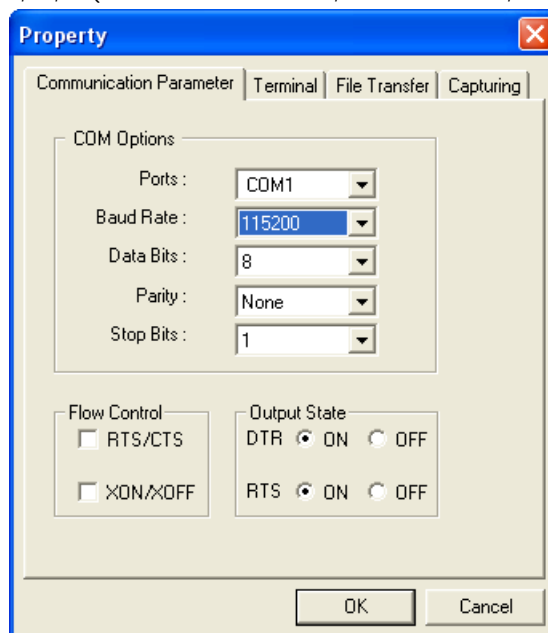 Property
Communication Parameter Terminal File Transfer Capturing
COM Options
Ports : COM1
Baud Rate : 115200
Data Bits : 8
Parity : None
Stop Bits : 1
Flow Control
RTS/CTS
XON/XOFF
Output State
DTR ON OFF
RTS ON OFF
OK Cancel